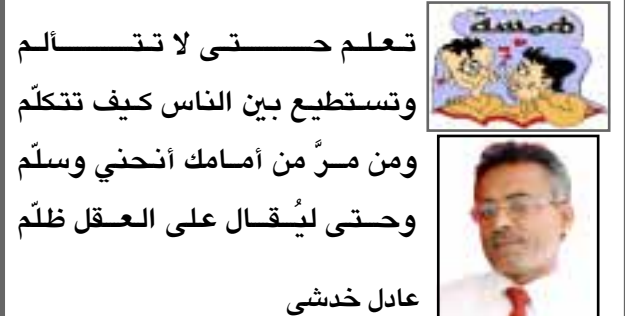 همسة
تعلم حتى لا تتألم
وتستطيع بين الناس كيف تتكلّم
ومن مرَّ من أمامك أنحني وسلّم
وحتى ليُقال على العقل ظلّم
عادل خدشي